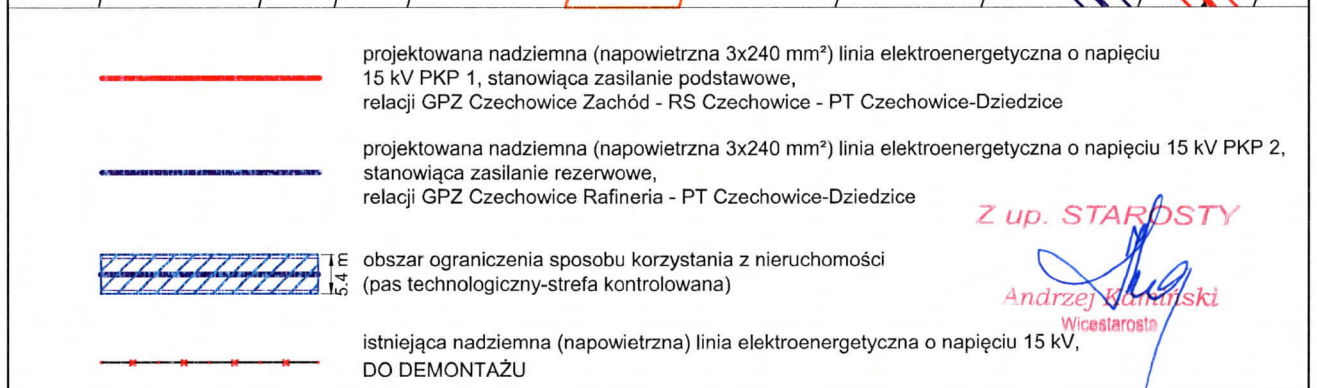 projektowana nadziemna (napowietrzna 3x240 mm²) linia elektroenergetyczna o napięciu
15 kV PKP 1, stanowiąca zasilanie podstawowe,
relacji GPZ Czechowice Zachód - RS Czechowice - PT Czechowice-Dziedzice
projektowana nadziemna (napowietrzna 3x240 mm²) linia elektroenergetyczna o napięciu 15 kV PKP 2,
stanowiąca zasilanie rezerwowe,
relacji GPZ Czechowice Rafineria - PT Czechowice-Dziedzice
Z up. STAROSTY
5.4 m
obszar ograniczenia sposobu korzystania z nieruchomości
(pas technologiczny-strefa kontrolowana)
Andrzej Kamiński
Wicestarosta
istniejąca nadziemna (napowietrzna) linia elektroenergetyczna o napięciu 15 kV,
DO DEMONTAŻU